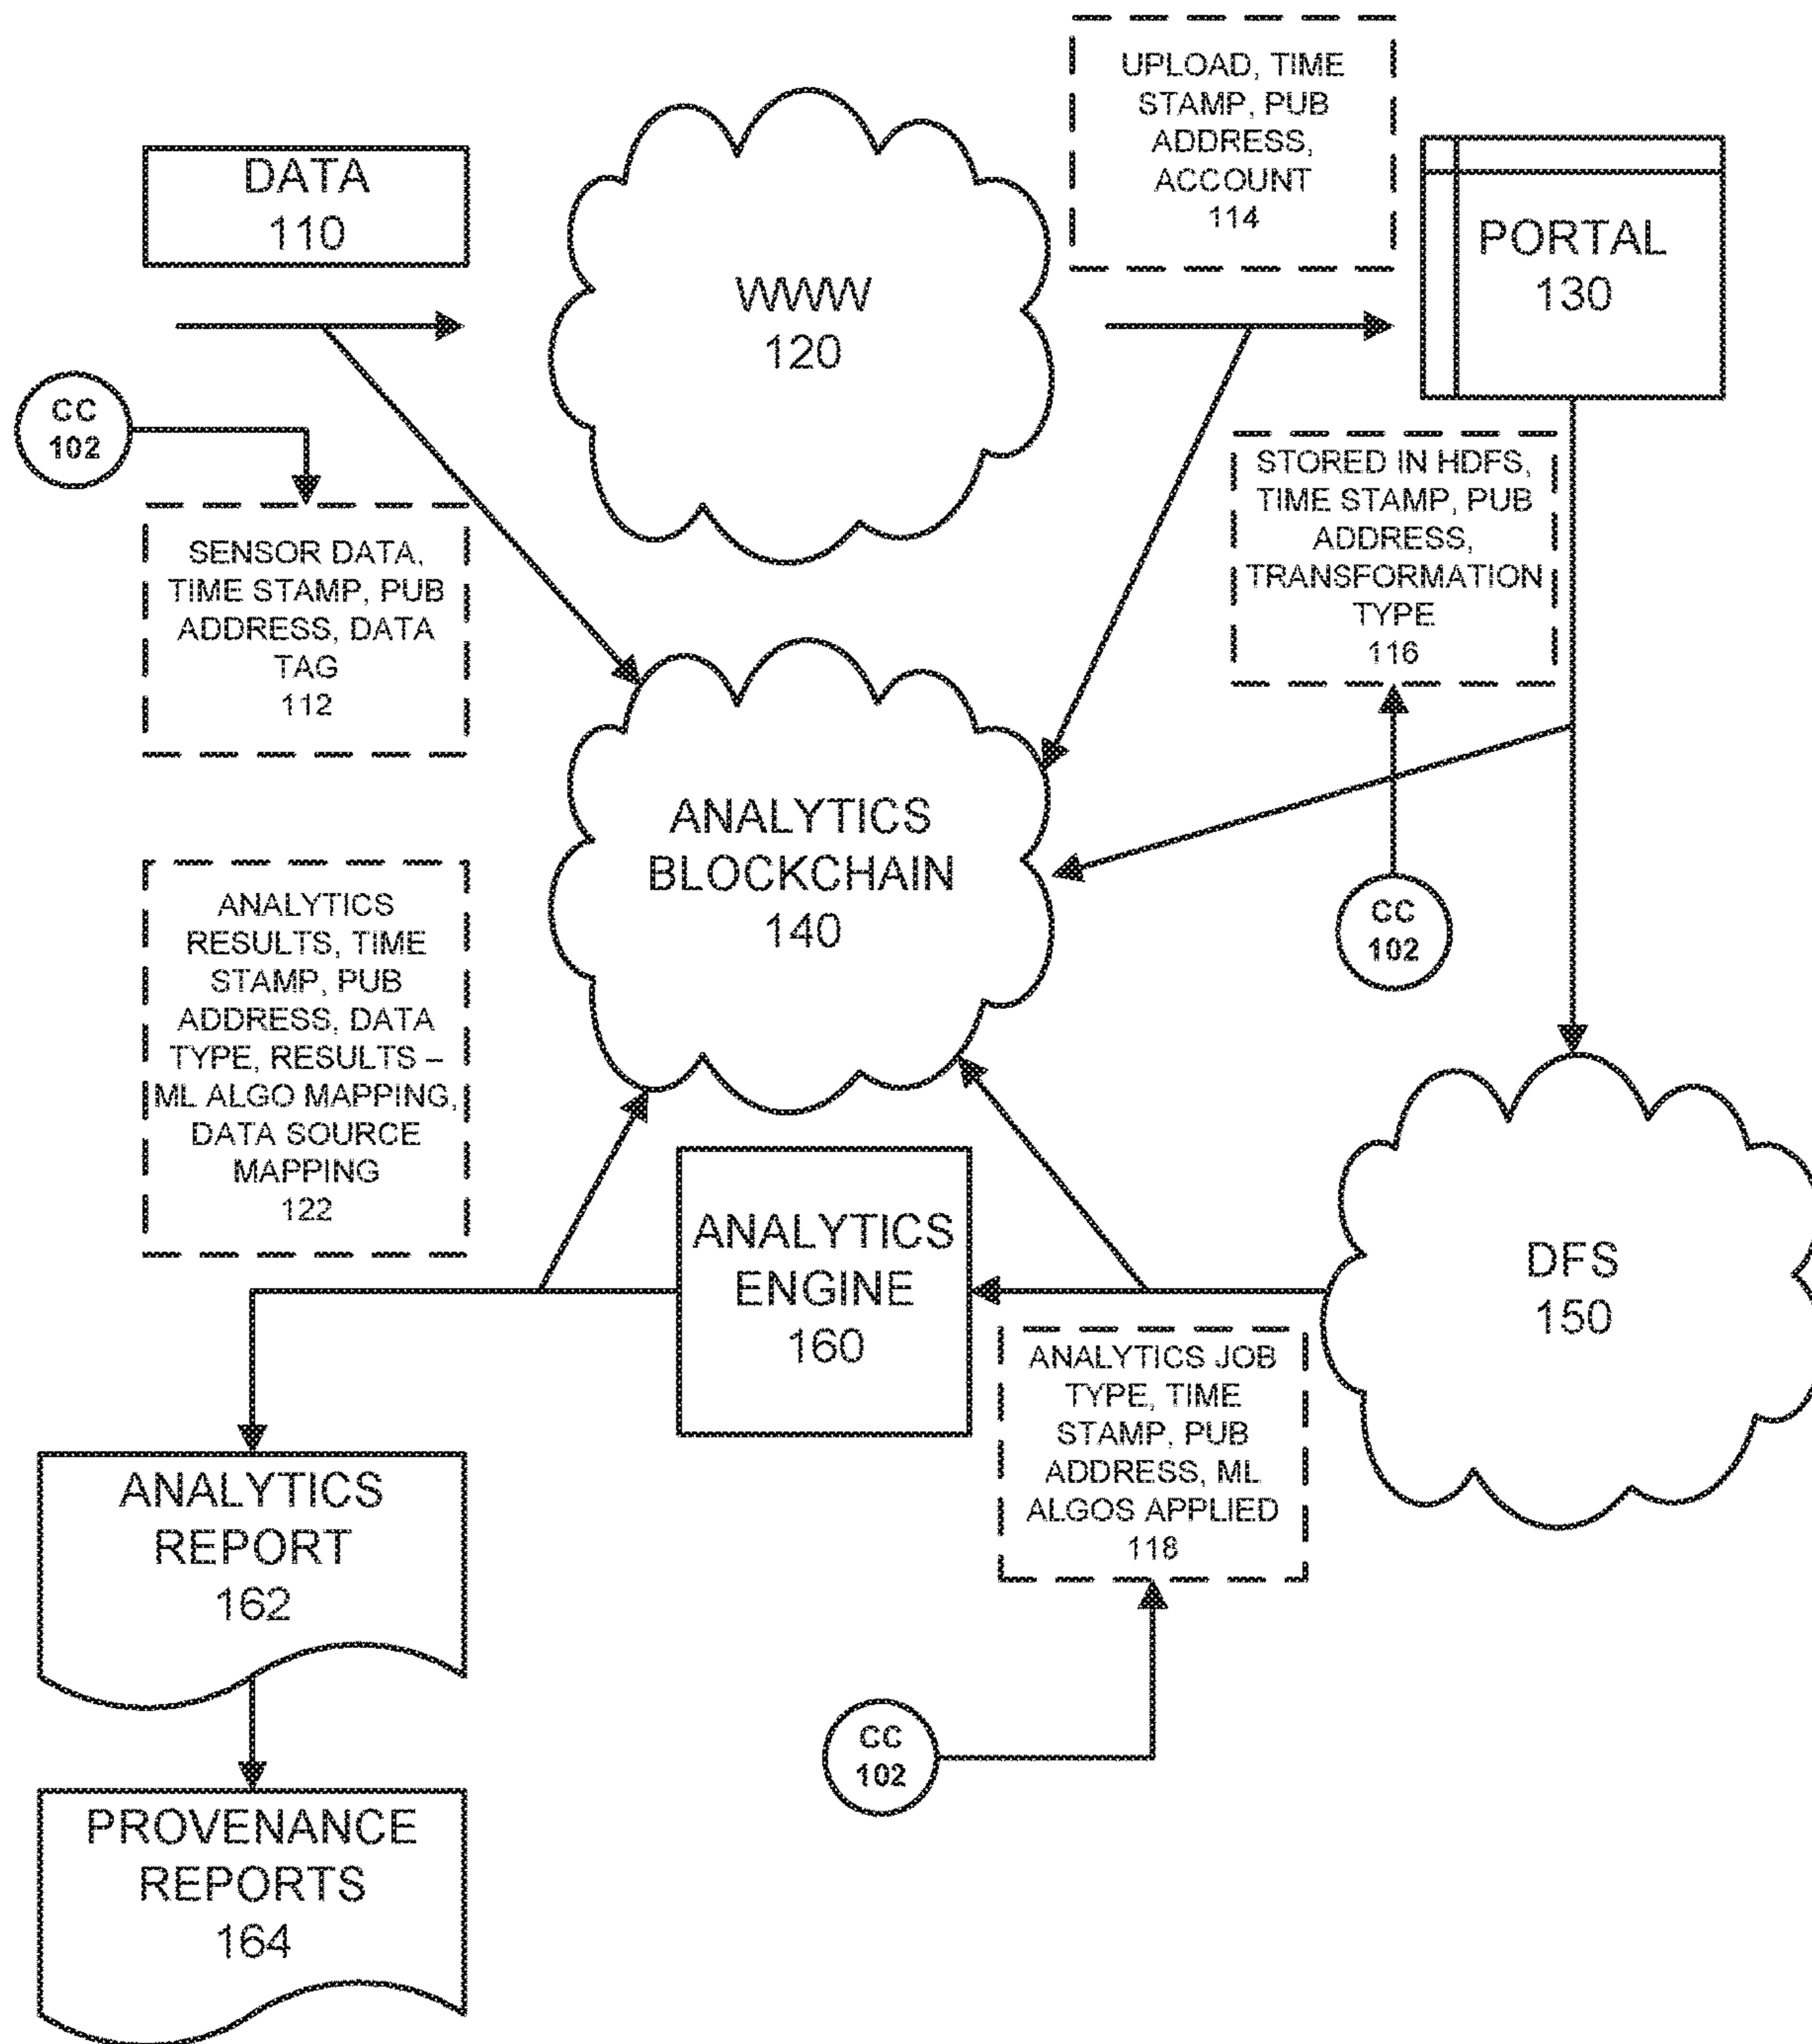 UPLOAD, TIME
STAMP, PUB
ADDRESS,
ACCOUNT
114
DATA
110
WWW
120
PORTAL
130
CC
102
SENSOR DATA,
TIME STAMP, PUB
ADDRESS, DATA
TAG
112
STORED IN HDFS,
TIME STAMP, PUB
ADDRESS,
TRANSFORMATION
TYPE
116
ANALYTICS
BLOCKCHAIN
140
CC
102
ANALYTICS
RESULTS, TIME
STAMP, PUB
ADDRESS, DATA
TYPE, RESULTS –
ML ALGO MAPPING,
DATA SOURCE
MAPPING
122
ANALYTICS
ENGINE
160
DFS
150
ANALYTICS JOB
TYPE, TIME
STAMP, PUB
ADDRESS, ML
ALGOS APPLIED
118
ANALYTICS
REPORT
162
CC
102
PROVENANCE
REPORTS
164